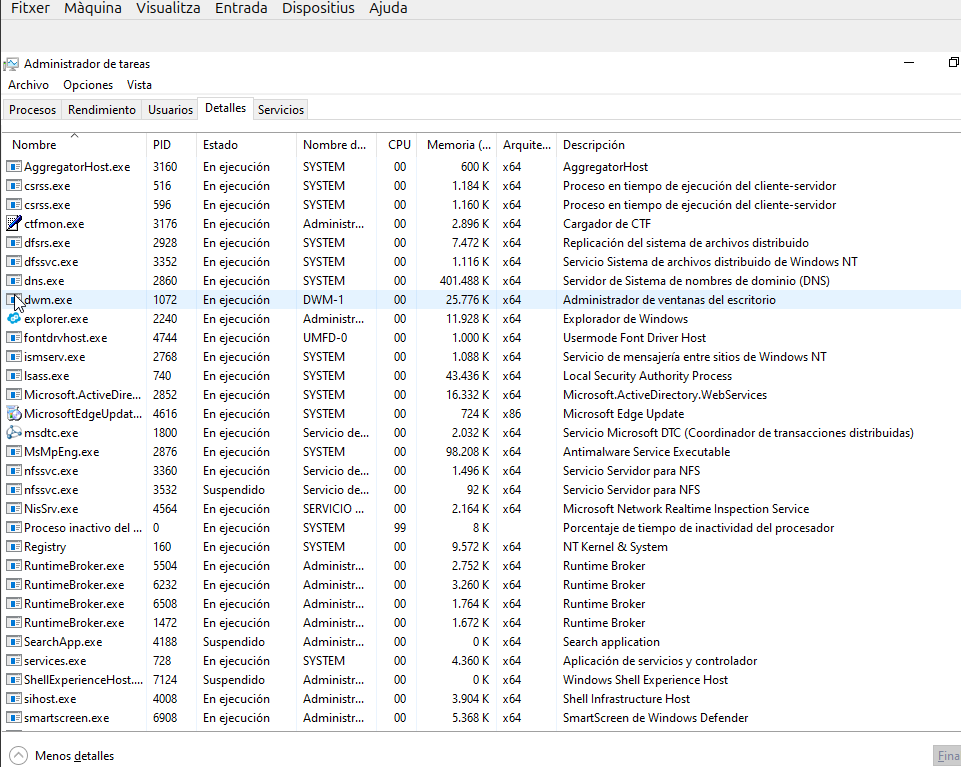 Fitxer Màquina Visualitza Entrada Dispositius Ajuda
Administrador de tareas
Archivo Opciones Vista
Procesos Rendimiento Usuarios Detalles Servicios
Nombre PID Estado Nombre d... CPU Memoria (... Arquite... Descripción
AggregatorHost.exe 3160 En ejecución SYSTEM 00 600 K x64 AggregatorHost
csrss.exe 516 En ejecución SYSTEM 00 1.184 K x64 Proceso en tiempo de ejecución del cliente-servidor
csrss.exe 596 En ejecución SYSTEM 00 1.160 K x64 Proceso en tiempo de ejecución del cliente-servidor
ctfmon.exe 3176 En ejecución Administr... 00 2.896 K x64 Cargador de CTF
dfsrs.exe 2928 En ejecución SYSTEM 00 7.472 K x64 Replicación del sistema de archivos distribuido
dfssvc.exe 3352 En ejecución SYSTEM 00 1.116 K x64 Servicio Sistema de archivos distribuido de Windows NT
dns.exe 2860 En ejecución SYSTEM 00 401.488 K x64 Servidor de Sistema de nombres de dominio (DNS)
dwm.exe 1072 En ejecución DWM-1 00 25.776 K x64 Administrador de ventanas del escritorio
explorer.exe 2240 En ejecución Administr... 00 11.928 K x64 Explorador de Windows
fontdrvhost.exe 4744 En ejecución UMFD-0 00 1.000 K x64 Usermode Font Driver Host
ismserv.exe 2768 En ejecución SYSTEM 00 1.088 K x64 Servicio de mensajería entre sitios de Windows NT
lsass.exe 740 En ejecución SYSTEM 00 43.436 K x64 Local Security Authority Process
Microsoft.ActiveDire... 2852 En ejecución SYSTEM 00 16.332 K x64 Microsoft.ActiveDirectory.WebServices
MicrosoftEdgeUpdat... 4616 En ejecución SYSTEM 00 724 K x86 Microsoft Edge Update
msdtc.exe 1800 En ejecución Servicio de... 00 2.032 K x64 Servicio Microsoft DTC (Coordinador de transacciones distribuidas)
MsMpEng.exe 2876 En ejecución SYSTEM 00 98.208 K x64 Antimalware Service Executable
nfssvc.exe 3360 En ejecución Servicio de... 00 1.496 K x64 Servicio Servidor para NFS
nfssvc.exe 3532 Suspendido Servicio de... 00 92 K x64 Servicio Servidor para NFS
NisSrv.exe 4564 En ejecución SERVICIO ... 00 2.164 K x64 Microsoft Network Realtime Inspection Service
Proceso inactivo del ... 0 En ejecución SYSTEM 99 8 K Porcentaje de tiempo de inactividad del procesador
Registry 160 En ejecución SYSTEM 00 9.572 K x64 NT Kernel & System
RuntimeBroker.exe 5504 En ejecución Administr... 00 2.752 K x64 Runtime Broker
RuntimeBroker.exe 6232 En ejecución Administr... 00 3.260 K x64 Runtime Broker
RuntimeBroker.exe 6508 En ejecución Administr... 00 1.764 K x64 Runtime Broker
RuntimeBroker.exe 1472 En ejecución Administr... 00 1.672 K x64 Runtime Broker
SearchApp.exe 4188 Suspendido Administr... 00 0 K x64 Search application
services.exe 728 En ejecución SYSTEM 00 4.360 K x64 Aplicación de servicios y controlador
ShellExperienceHost.... 7124 Suspendido Administr... 00 0 K x64 Windows Shell Experience Host
sihost.exe 4008 En ejecución Administr... 00 3.904 K x64 Shell Infrastructure Host
smartscreen.exe 6908 En ejecución Administr... 00 5.368 K x64 SmartScreen de Windows Defender
Menos detalles Fina